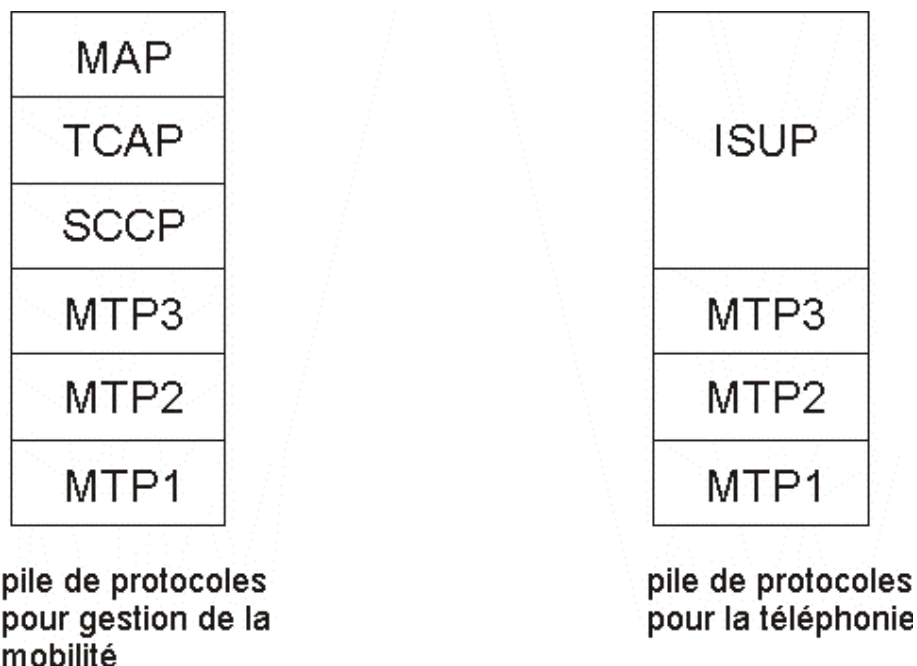 MAP
TCAP
SCCP
MTP3
MTP2
MTP1
pile de protocoles
pour gestion de la
mobilité
ISUP
MTP3
MTP2
MTP1
pile de protocoles
pour la téléphonie